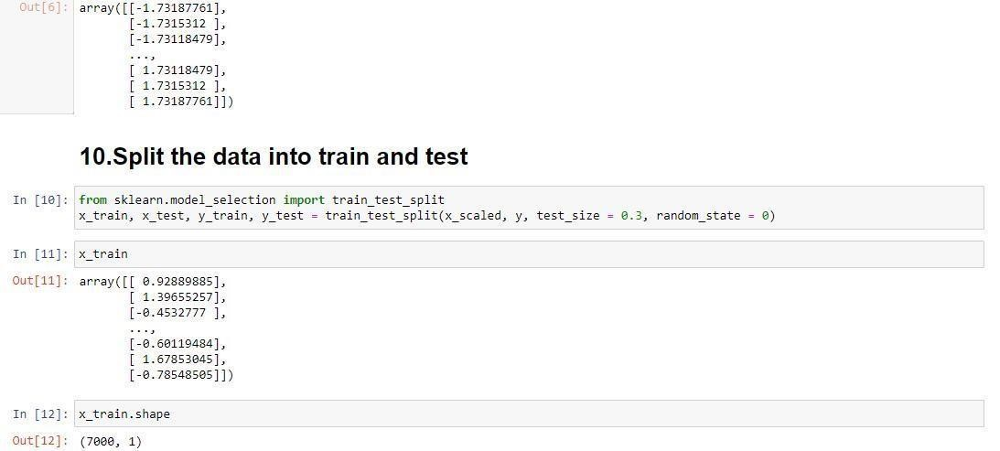 Out[6]: array([[-1.73187761],
[-1.7315312 ],
[-1.73118479],
...,
[ 1.73118479],
[ 1.7315312 ],
[ 1.73187761]])
10.Split the data into train and test
In [10]: from sklearn.model_selection import train_test_split
x_train, x_test, y_train, y_test = train_test_split(x_scaled, y, test_size = 0.3, random_state = 0)
In [11]: x_train
Out[11]: array([[ 0.92889885],
[ 1.39655257],
[-0.4532777 ],
...,
[-0.60119484],
[ 1.67853045],
[-0.78548505]])
In [12]: x_train.shape
Out[12]: (7000, 1)